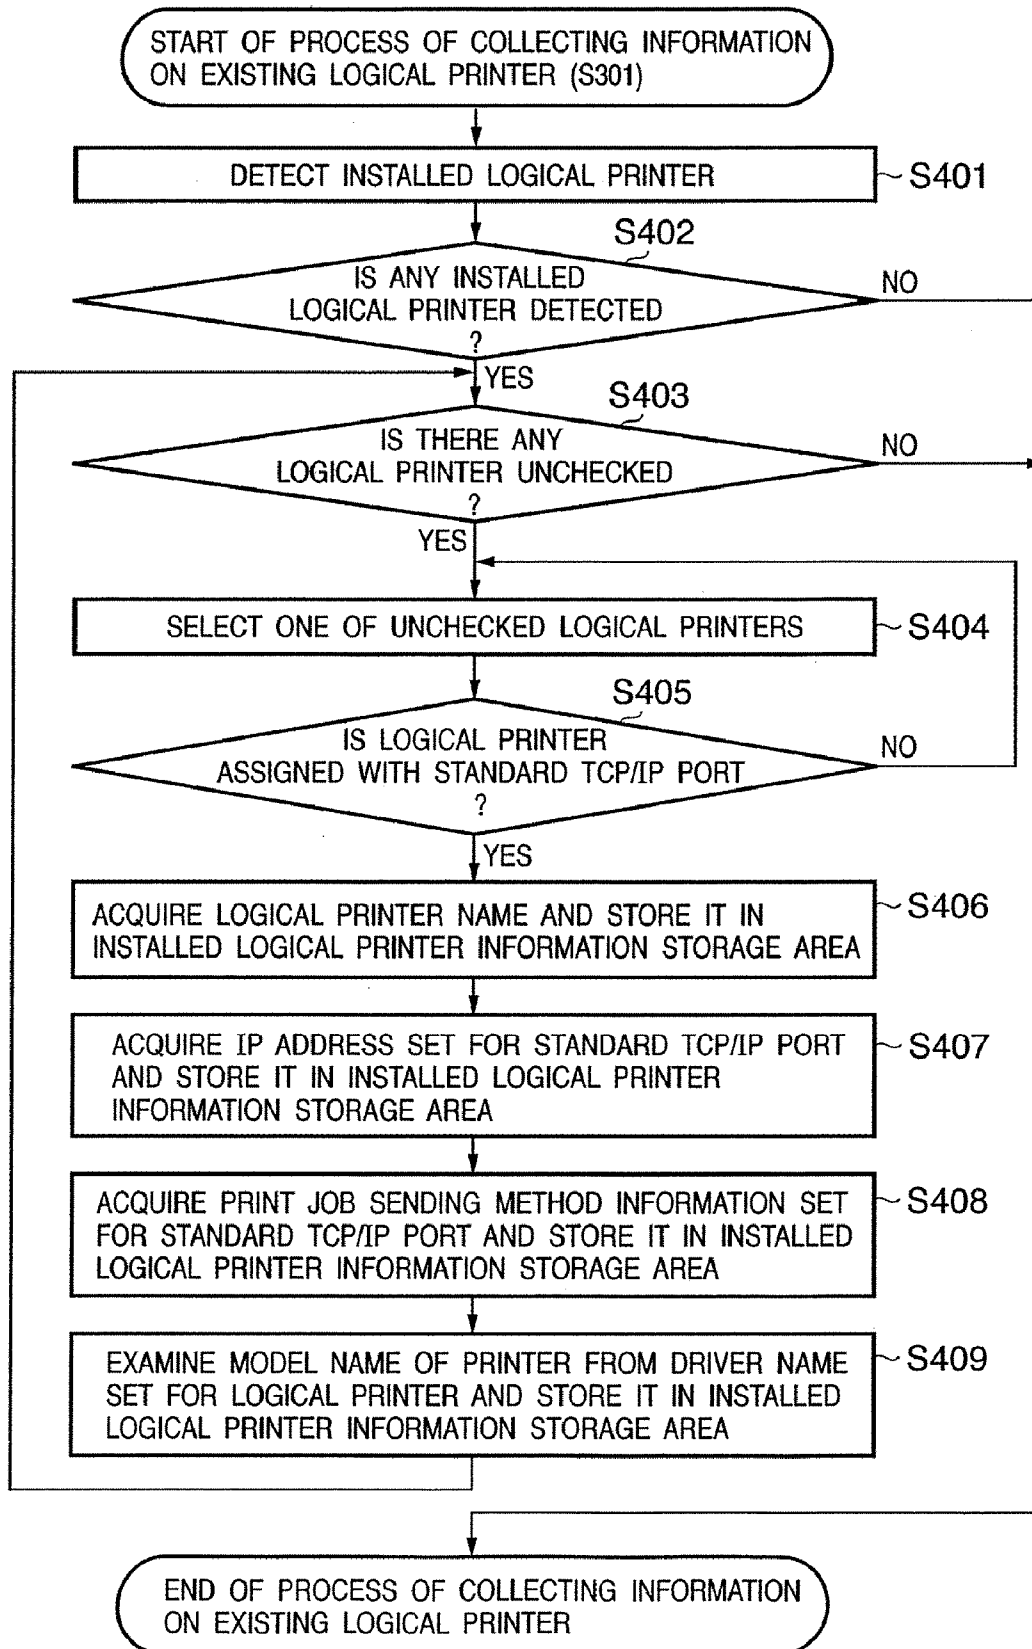 START OF PROCESS OF COLLECTING INFORMATION
ON EXISTING LOGICAL PRINTER (S301)
DETECT INSTALLED LOGICAL PRINTER
S401
S402
IS ANY INSTALLED
LOGICAL PRINTER DETECTED
?
NO
YES
S403
IS THERE ANY
LOGICAL PRINTER UNCHECKED
?
NO
YES
SELECT ONE OF UNCHECKED LOGICAL PRINTERS
S404
S405
IS LOGICAL PRINTER
ASSIGNED WITH STANDARD TCP/IP PORT
?
NO
YES
ACQUIRE LOGICAL PRINTER NAME AND STORE IT IN
INSTALLED LOGICAL PRINTER INFORMATION STORAGE AREA
S406
ACQUIRE IP ADDRESS SET FOR STANDARD TCP/IP PORT
AND STORE IT IN INSTALLED LOGICAL PRINTER
INFORMATION STORAGE AREA
S407
ACQUIRE PRINT JOB SENDING METHOD INFORMATION SET
FOR STANDARD TCP/IP PORT AND STORE IT IN INSTALLED
LOGICAL PRINTER INFORMATION STORAGE AREA
S408
EXAMINE MODEL NAME OF PRINTER FROM DRIVER NAME
SET FOR LOGICAL PRINTER AND STORE IT IN INSTALLED
LOGICAL PRINTER INFORMATION STORAGE AREA
S409
END OF PROCESS OF COLLECTING INFORMATION
ON EXISTING LOGICAL PRINTER